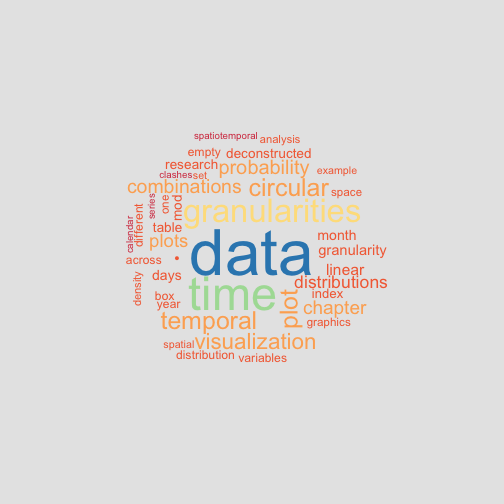 spatiotemporal
analysis
empty
deconstructed
research
probability
example
clashes
set
combinations
circular
space
calendar
different
series
one
mod
granularities
table
plots
month
data
granularity
across
•
linear
density
days
time
distributions
box
year
plot
index
chapter
temporal
graphics
spatial
visualization
distribution
variables